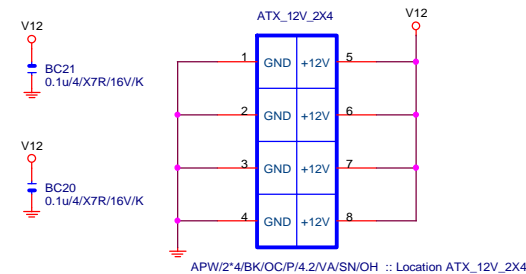 ATX_12V_2X4
V12
V12
BC21
0.1u/4/X7R/16V/K
1 GND +12V 5
2 GND +12V 6
3 GND +12V 7
4 GND +12V 8
V12
BC20
0.1u/4/X7R/16V/K
APW/2*4/BK/OC/P/4.2/VA/SN/OH :: Location ATX_12V_2X4